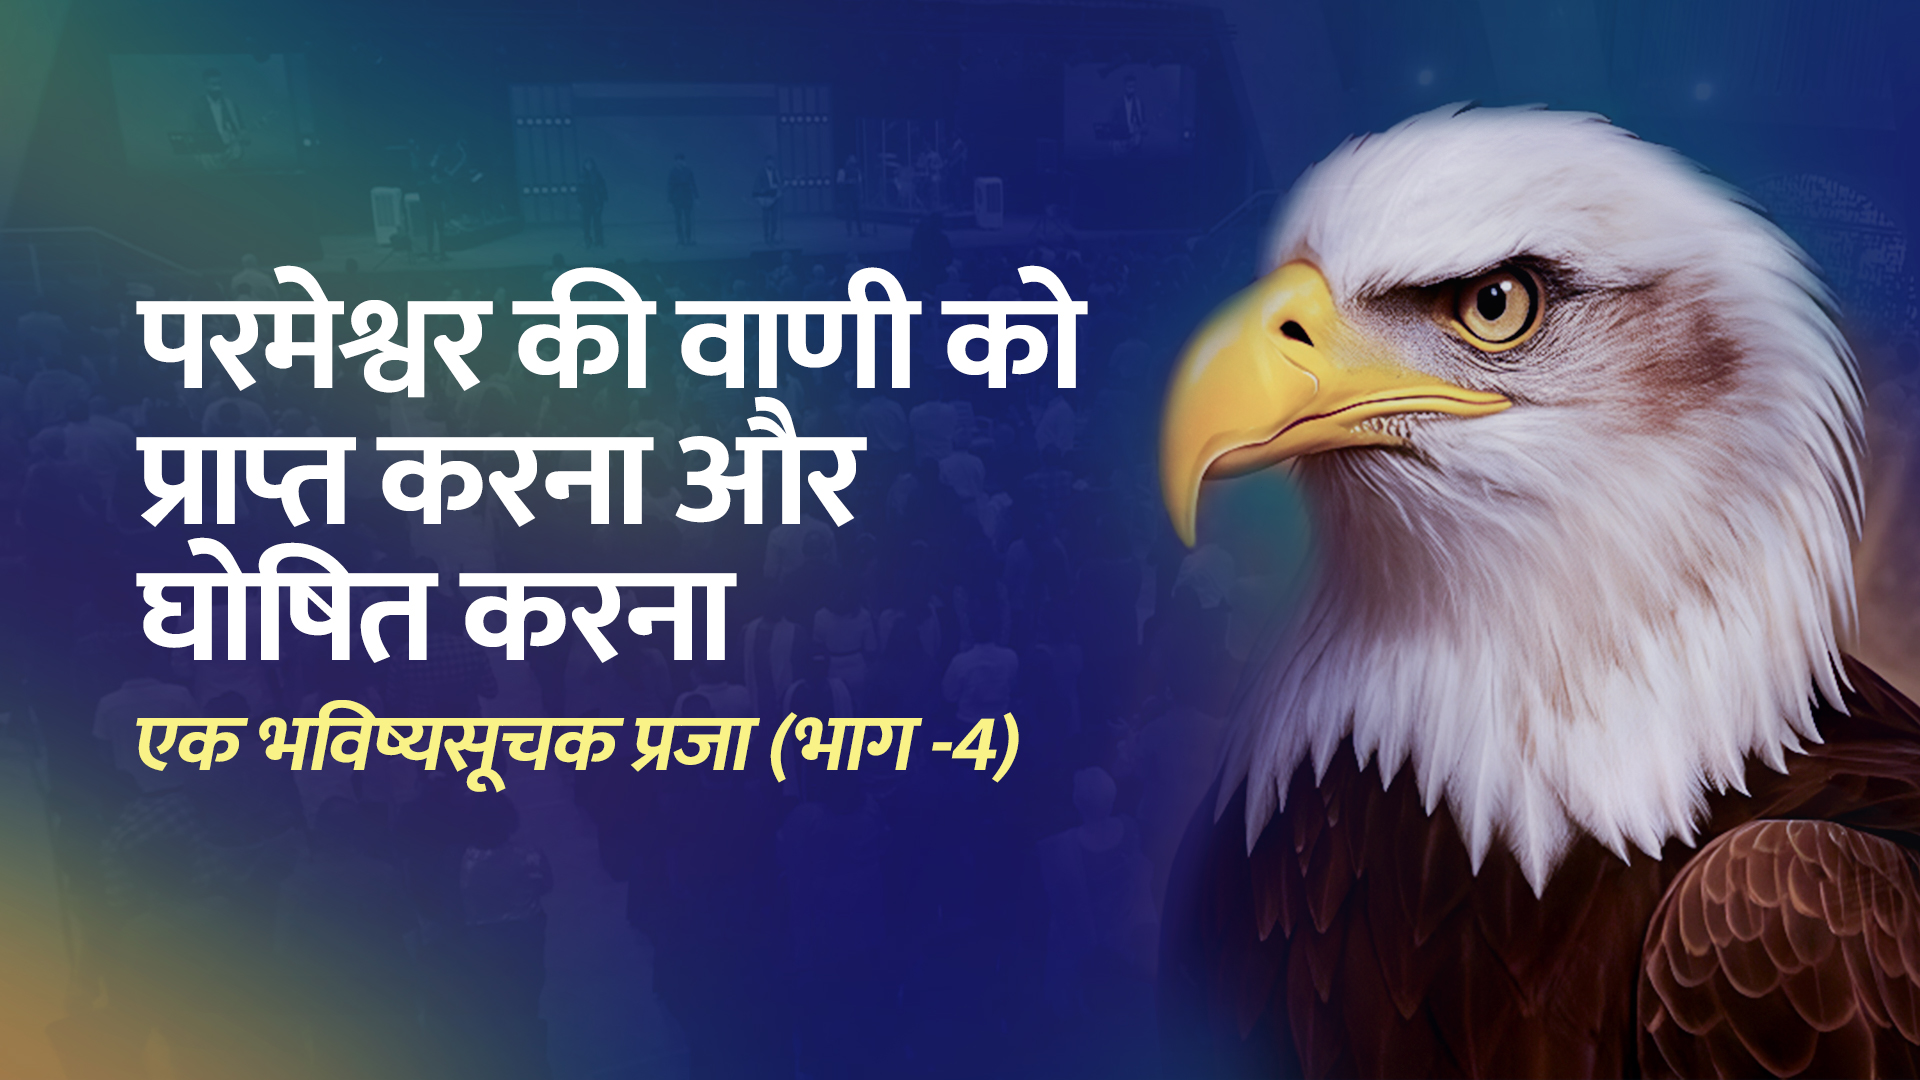 परमेश्वर की वाणी को
प्राप्त करना और
घोषित करना
एक भविष्यसूचक प्रजा (भाग -4)